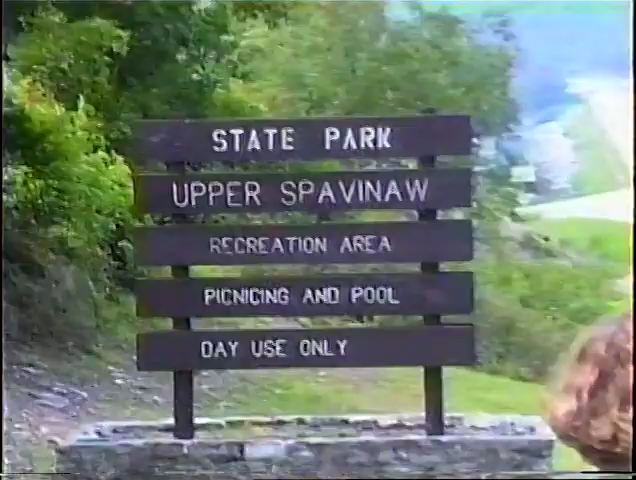 STATE PARK
UPPER SPAVINAW
RECREATION AREA
PICNICING AND POOL
DAY USE ONLY